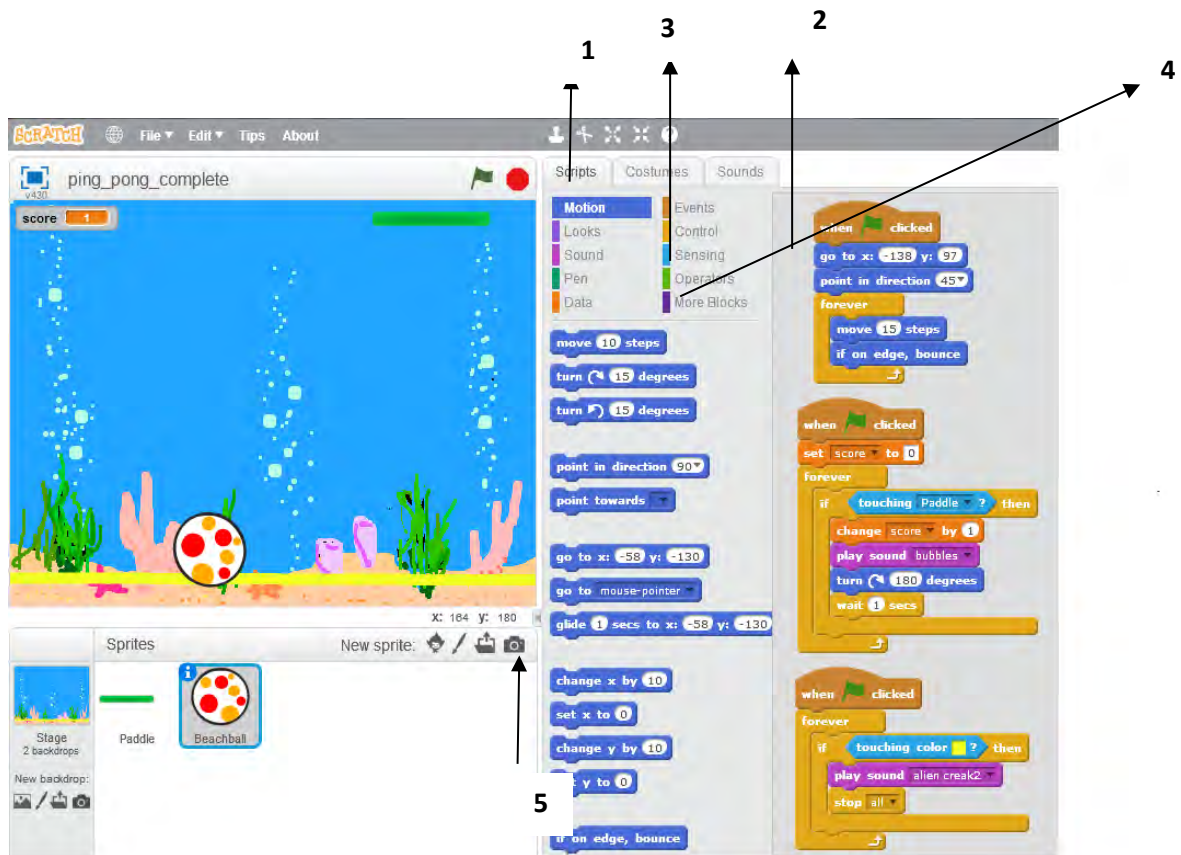 1
3
2
4
SCRATCH File Edit Tips About
v430
ping_pong_complete
score 1
x: 164 y: 180
Sprites
New sprite:
Stage
2 backdrops
New backdrop:
Paddle
Beachball
5
Scripts Costumes Sounds
Motion Events
Looks Control
Sound Sensing
Pen Operators
Data More Blocks
move 10 steps
turn 15 degrees
turn 15 degrees
point in direction 90
point towards
go to x: -58 y: -130
go to mouse-pointer
glide 1 secs to x: -58 y: -130
change x by 10
set x to 0
change y by 10
y to 0
if on edge, bounce
when clicked
go to x: -138 y: 97
point in direction 45
forever
move 15 steps
if on edge, bounce
when clicked
set score to 0
forever
if touching Paddle ? then
change score by 1
play sound bubbles
turn 180 degrees
wait 1 secs
when clicked
forever
if touching color ? then
play sound alien creak2
stop all